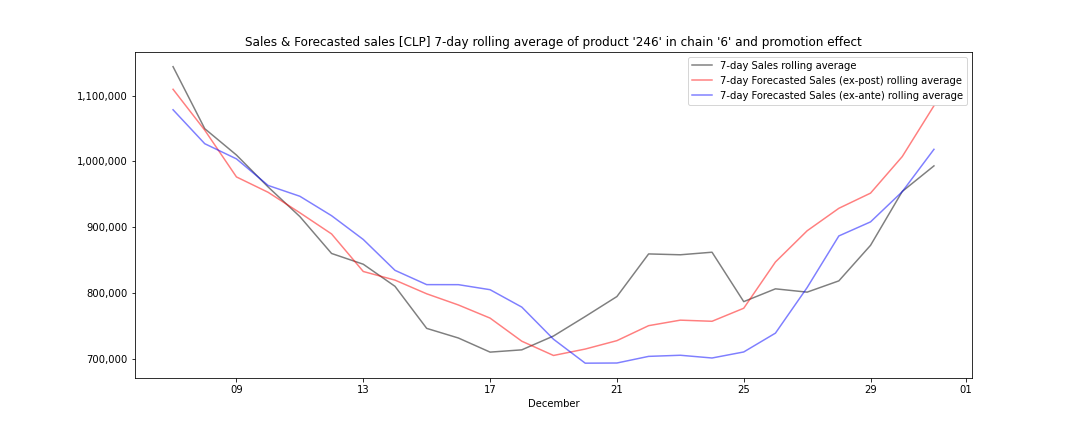 Sales & Forecasted sales [CLP] 7-day rolling average of product '246' in chain '6' and promotion effect
7-day Sales rolling average
7-day Forecasted Sales (ex-post) rolling average
7-day Forecasted Sales (ex-ante) rolling average
1,100,000
1,000,000
900,000
800,000
700,000
09 13 17 21 25 29 01
December